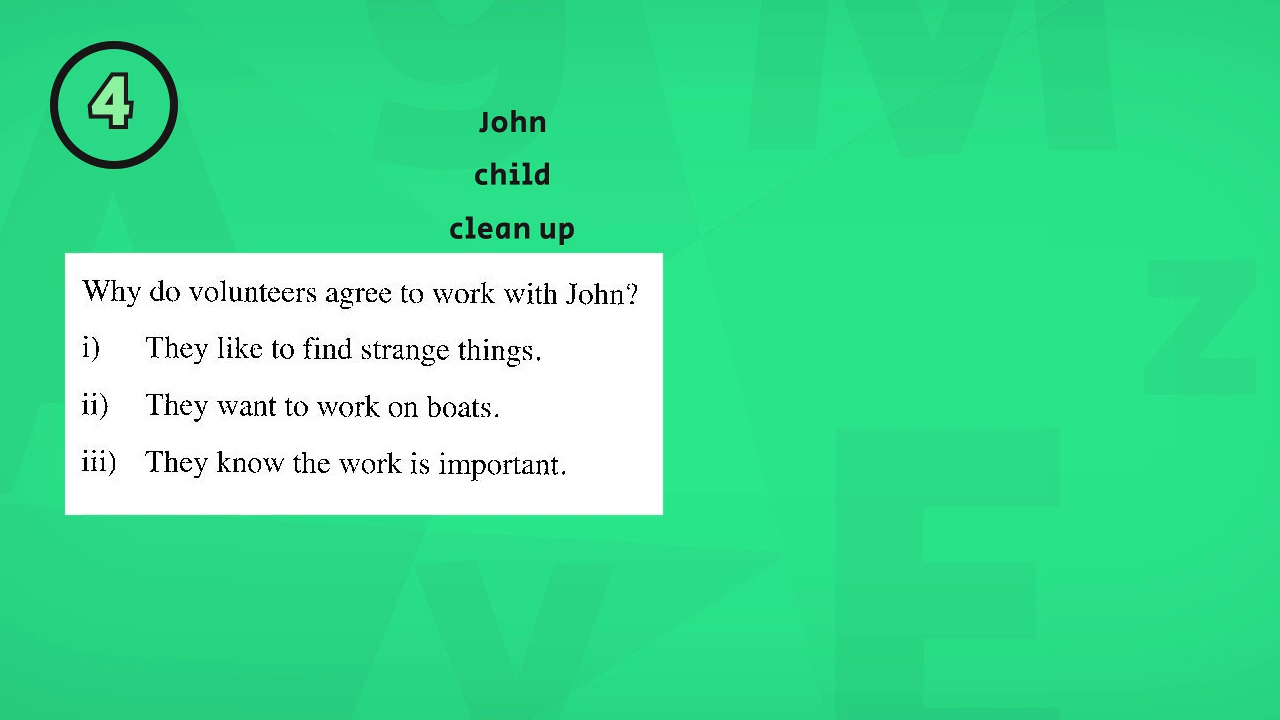 4
John
child
clean up
Why do volunteers agree to work with John?
i) They like to find strange things.
ii) They want to work on boats.
iii) They know the work is important.